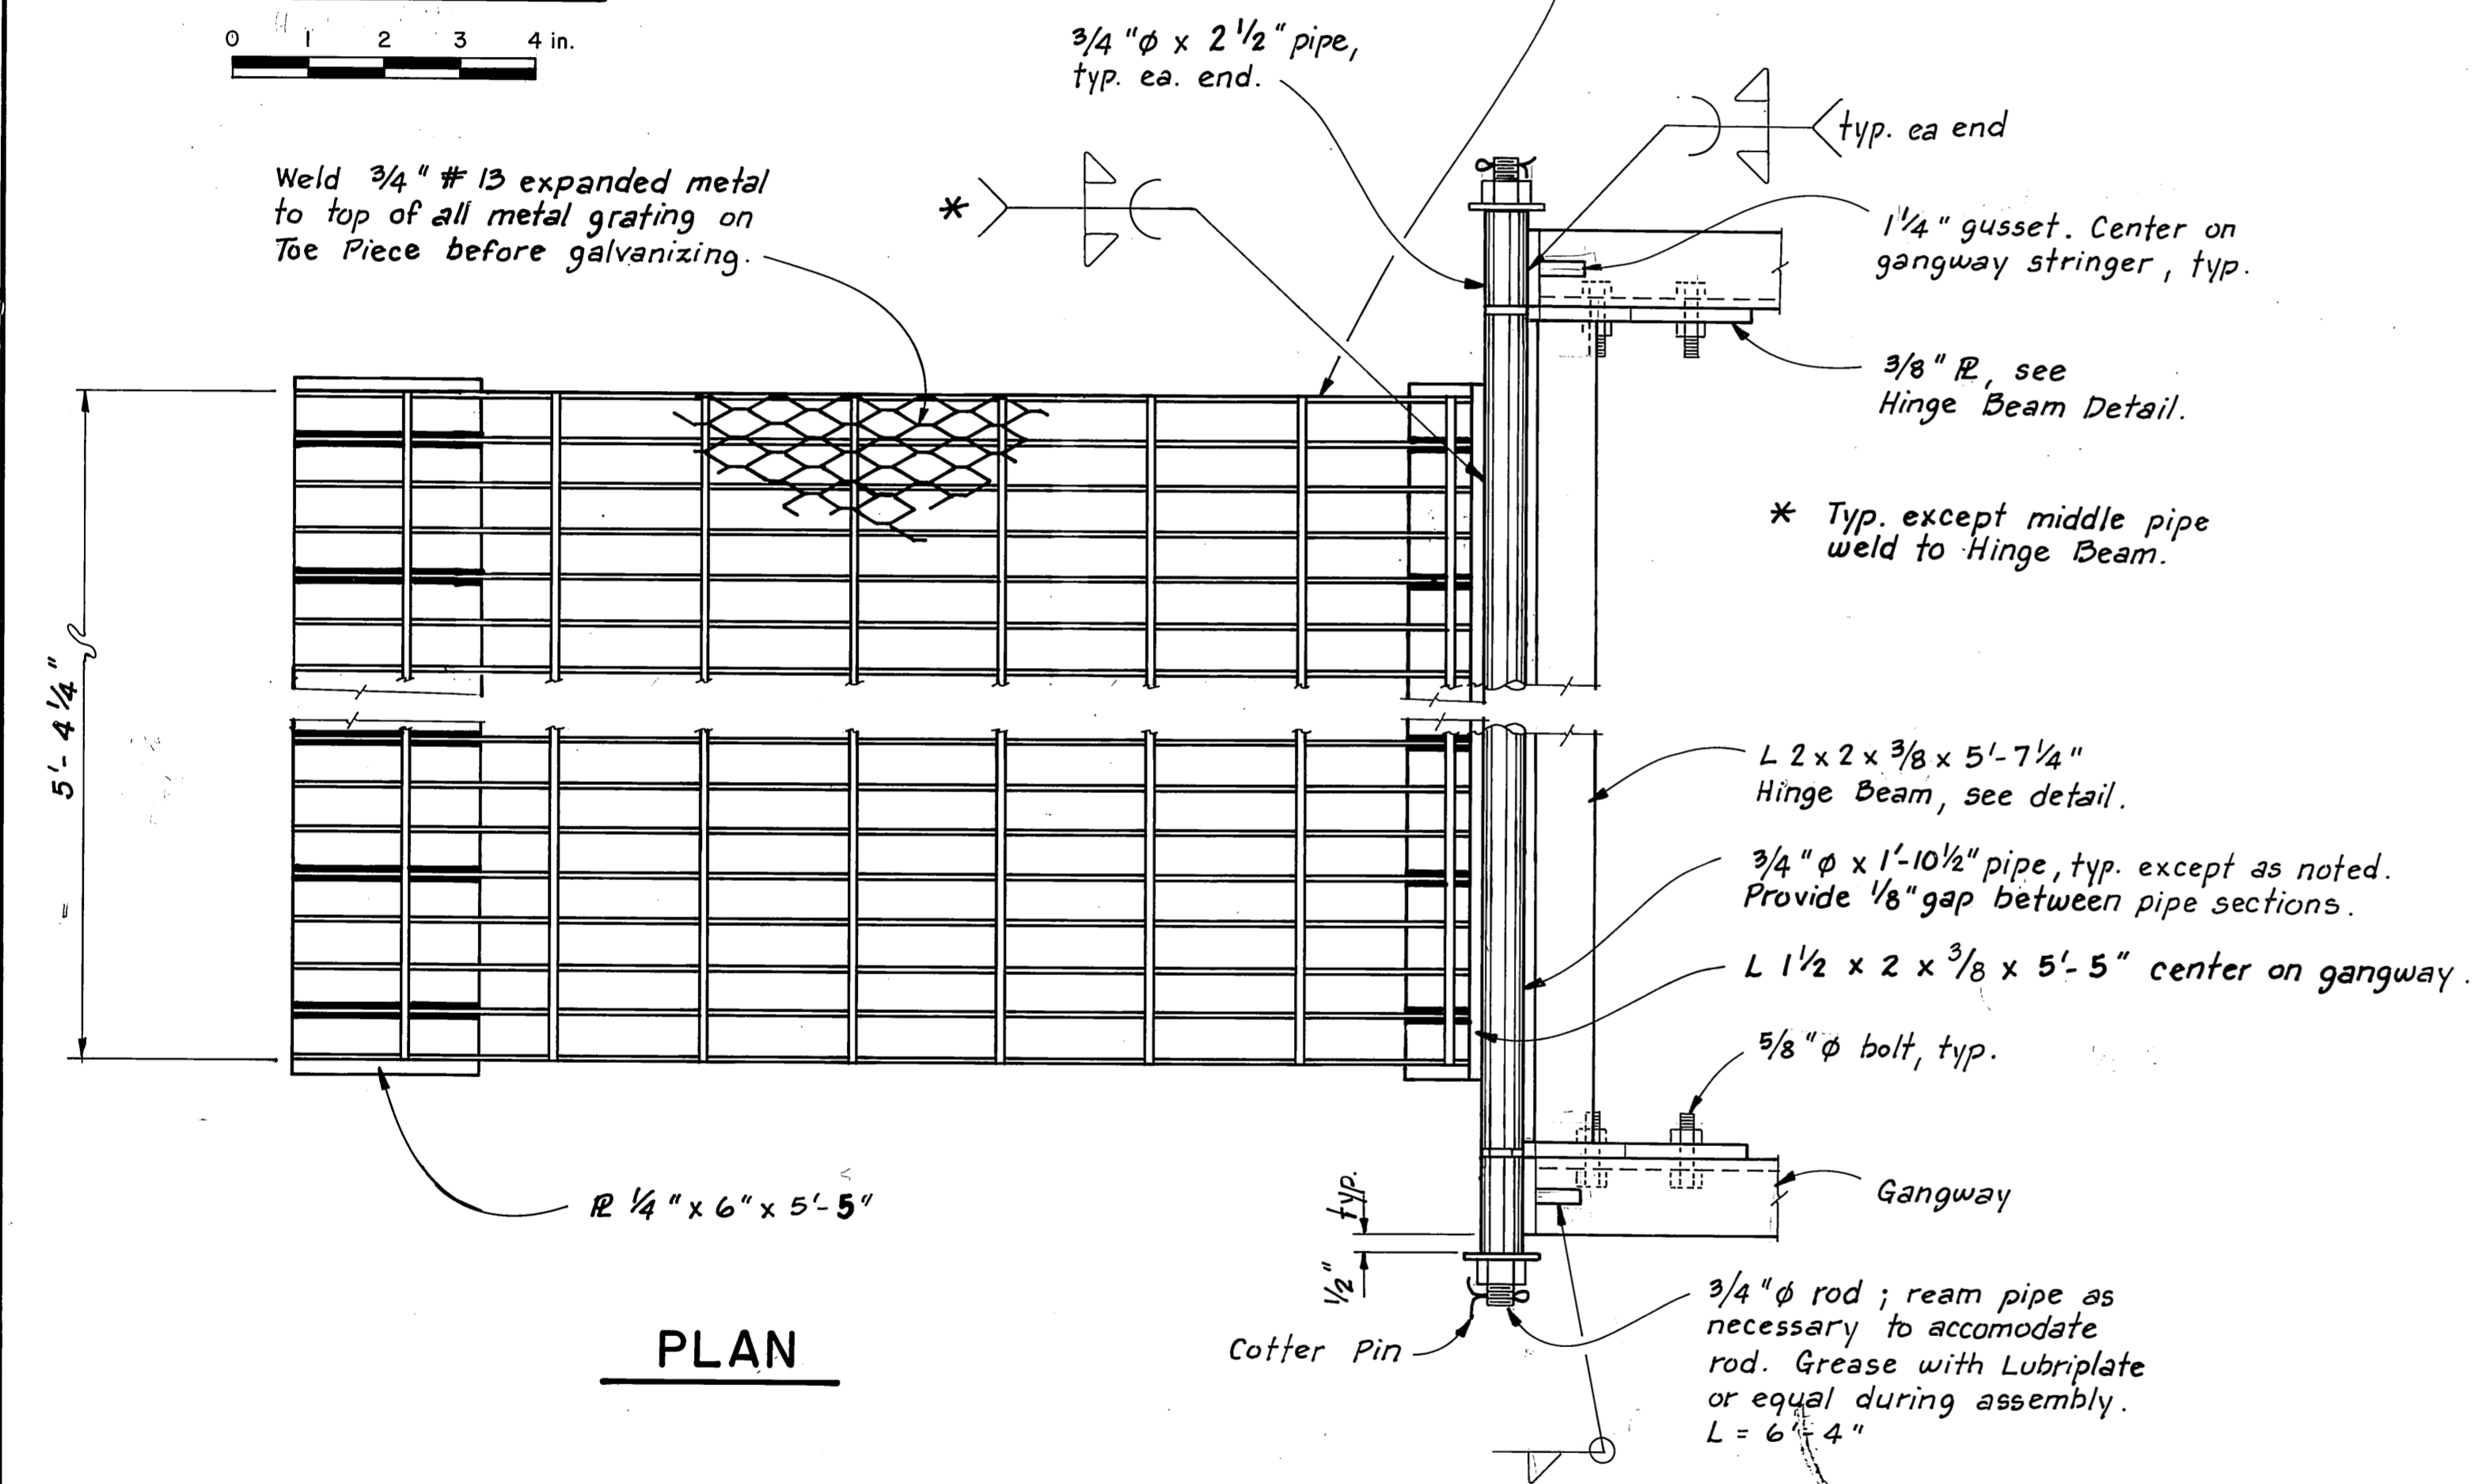 0 1 2 3 4 in.
3/4 "ϕ x 2 1/2" pipe,
typ. ea. end.
typ. ea end
Weld 3/4" # 13 expanded metal
to top of all metal grating on
Toe Piece before galvanizing.
*
1 1/4" gusset. Center on
gangway stringer, typ.
3/8" PL, see
Hinge Beam Detail.
* Typ. except middle pipe
weld to Hinge Beam.
5'-4 1/4"
L 2 x 2 x 3/8 x 5'-7 1/4"
Hinge Beam, see detail.
3/4"ϕ x 1'-10 1/2" pipe, typ. except as noted.
Provide 1/8" gap between pipe sections.
L 1 1/2 x 2 x 3/8 x 5'-5" center on gangway.
5/8"ϕ bolt, typ.
PL 1/4" x 6" x 5'-5"
Gangway
typ.
1/2"
Cotter Pin
3/4"ϕ rod; ream pipe as
necessary to accomodate
rod. Grease with Lubriplate
or equal during assembly.
L = 6'-4"
PLAN